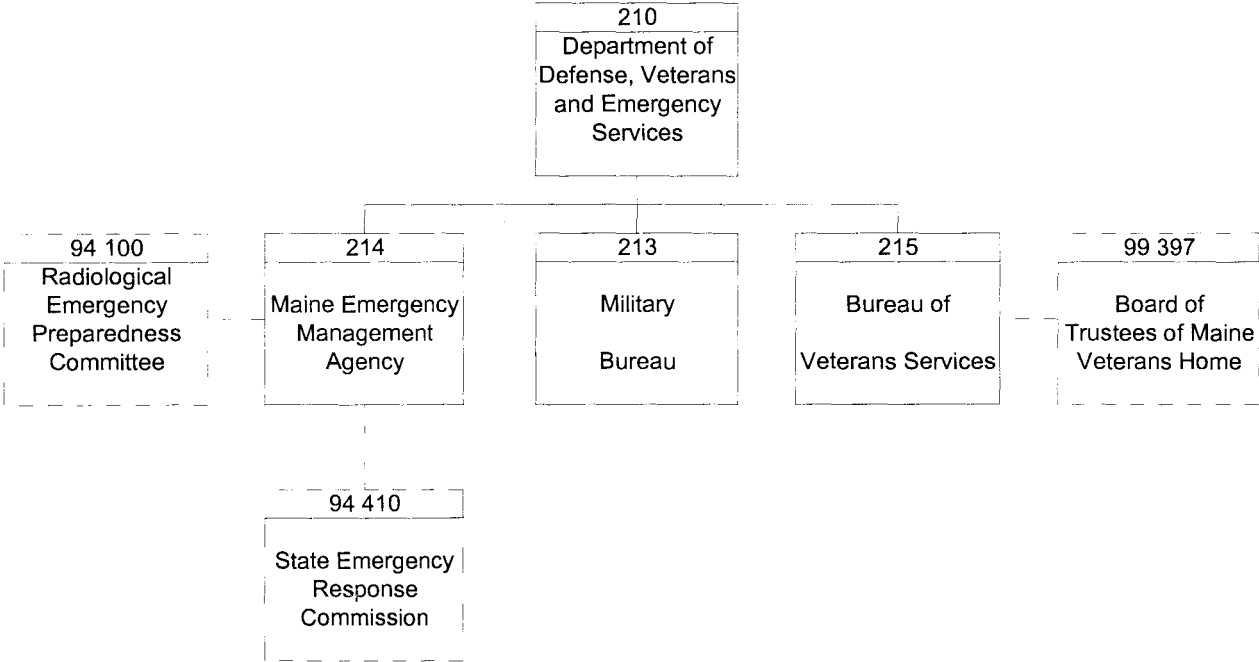 210
Department of
Defense, Veterans
and Emergency
Services
94 100
Radiological
Emergency
Preparedness
Committee
214
Maine Emergency
Management
Agency
213
Military
Bureau
215
Bureau of
Veterans Services
99 397
Board of
Trustees of Maine
Veterans Home
94 410
State Emergency
Response
Commission